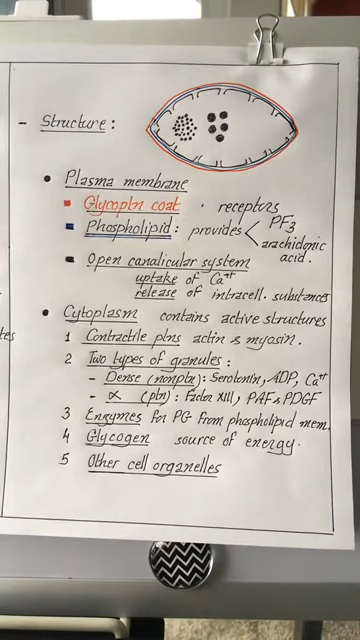 - Structure :
• Plasma membrane
Glycoptn coat . receptors
Phospholipid : provides < PF3
arachidonic
acid.
Open canalicular system
uptake of Ca++
release of intracell. substances
• Cytoplasm contains active structures
1 Contractile ptns actin & myosin.
2 Two types of granules :
- Dense (nonptn) : Serotonin, ADP, Ca++
- α (ptn) : Factor XIII, PAF & PDGF
3 Enzymes for PG from phospholipid mem.
4 Glycogen source of energy.
5 Other cell organelles
tes